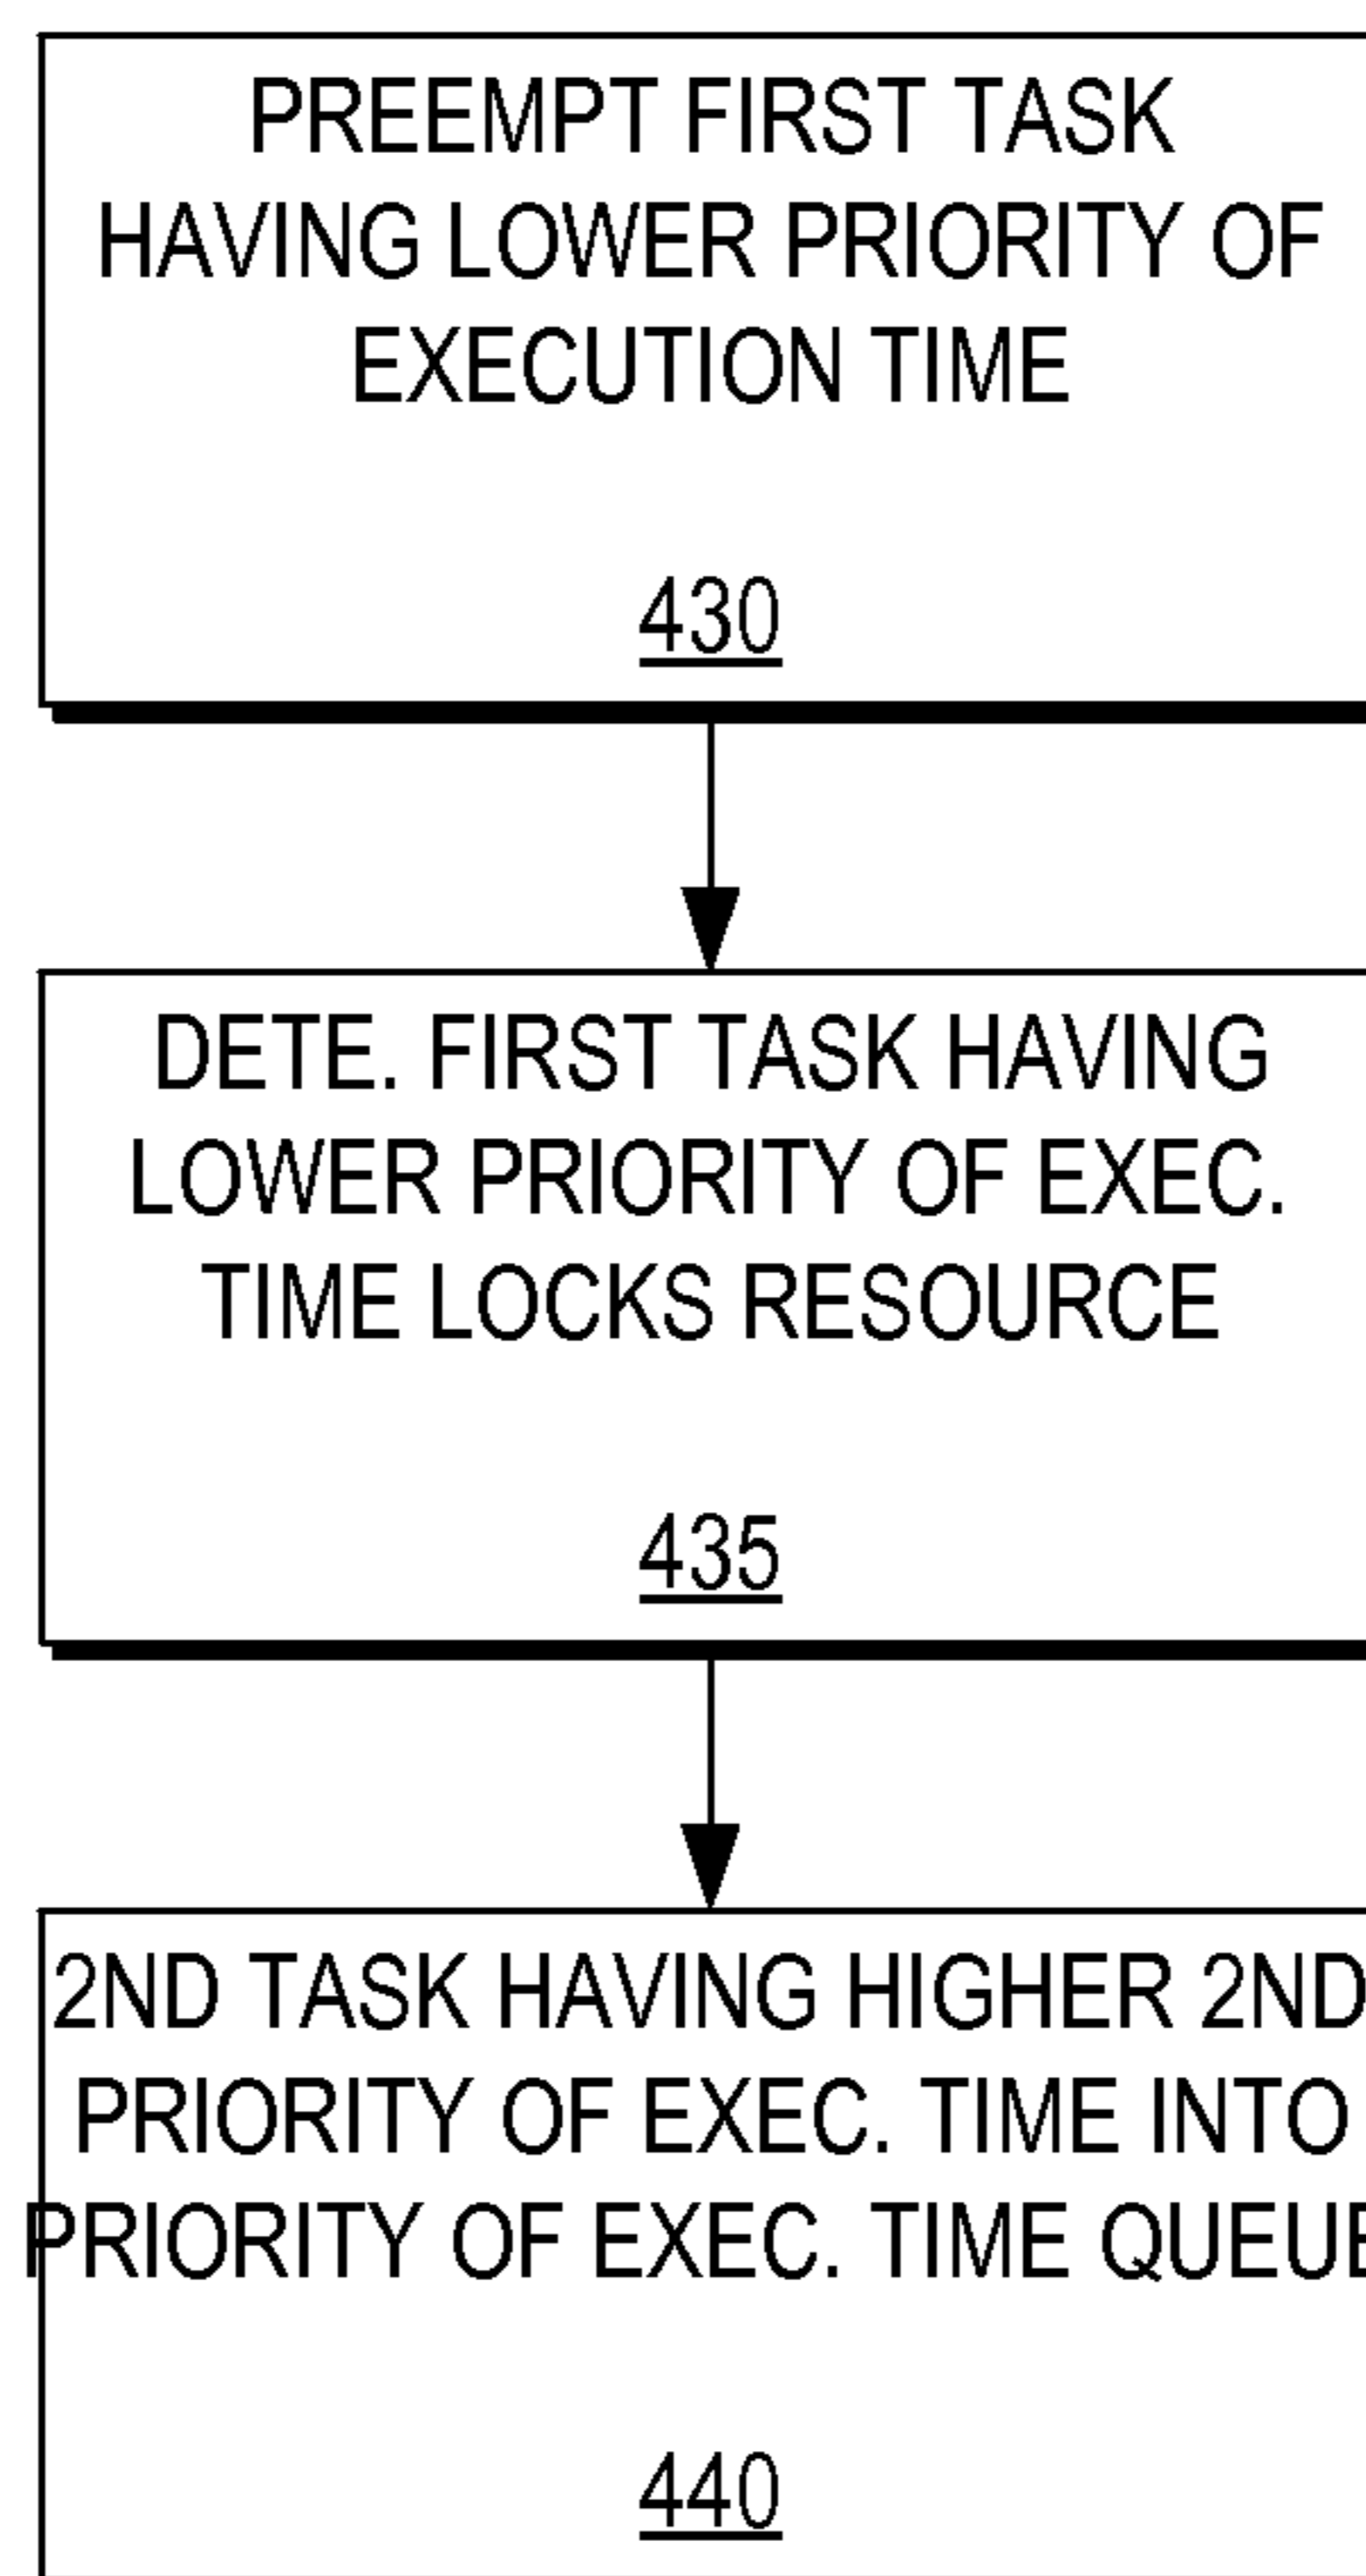 PREEMPT FIRST TASK
HAVING LOWER PRIORITY OF
EXECUTION TIME
430
DETE. FIRST TASK HAVING
LOWER PRIORITY OF EXEC.
TIME LOCKS RESOURCE
435
2ND TASK HAVING HIGHER 2ND
PRIORITY OF EXEC. TIME INTO
PRIORITY OF EXEC. TIME QUEUE
440